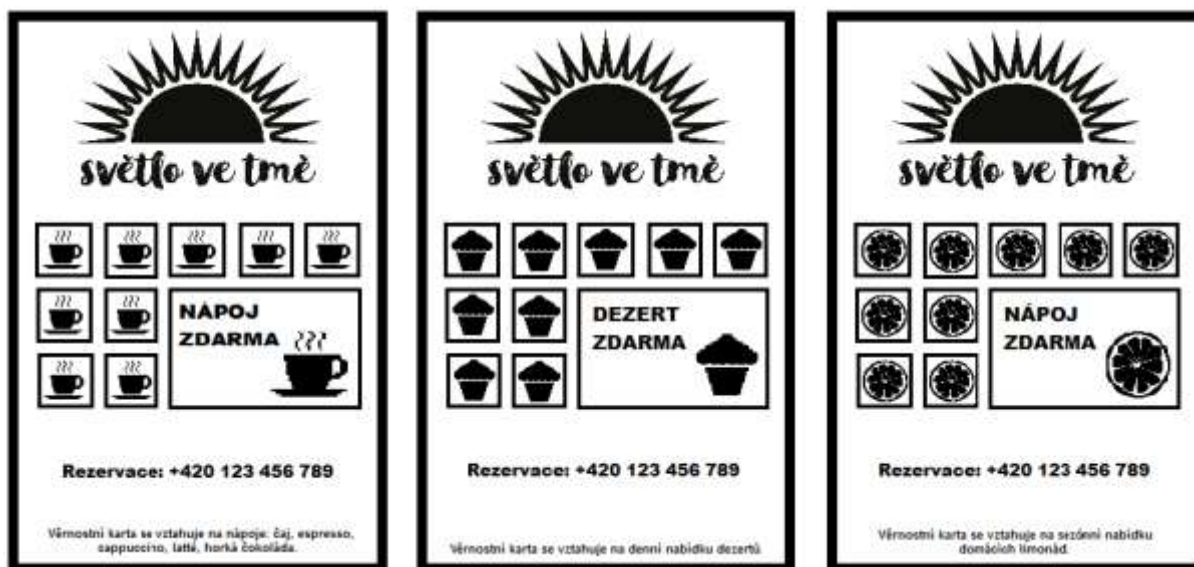 světlo ve tmě
NÁPOJ
ZDARMA
Rezervace: +420 123 456 789
Věrnostní karta se vztahuje na nápoje: čaj, espresso,
cappuccino, latté, horká čokoláda.
světlo ve tmě
DEZERT
ZDARMA
Rezervace: +420 123 456 789
Věrnostní karta se vztahuje na denní nabídku dezertů
světlo ve tmě
NÁPOJ
ZDARMA
Rezervace: +420 123 456 789
Věrnostní karta se vztahuje na sezónní nabídku
domácích limonád.